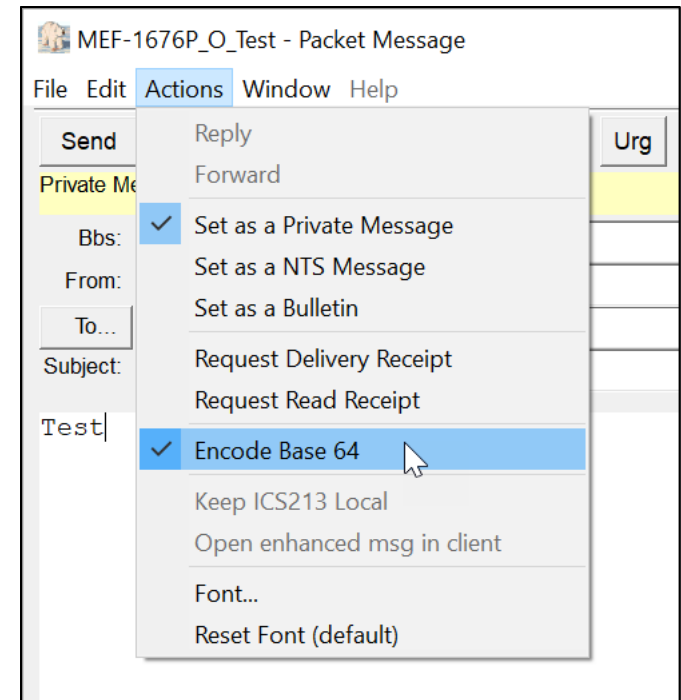 MEF-1676P_O_Test - Packet Message
File Edit Actions Window Help
Send Urg
Reply
Forward
Private Me
Set as a Private Message
Bbs:
Set as a NTS Message
From:
Set as a Bulletin
To...
Request Delivery Receipt
Subject:
Request Read Receipt
Test
Encode Base 64
Keep ICS213 Local
Open enhanced msg in client
Font...
Reset Font (default)